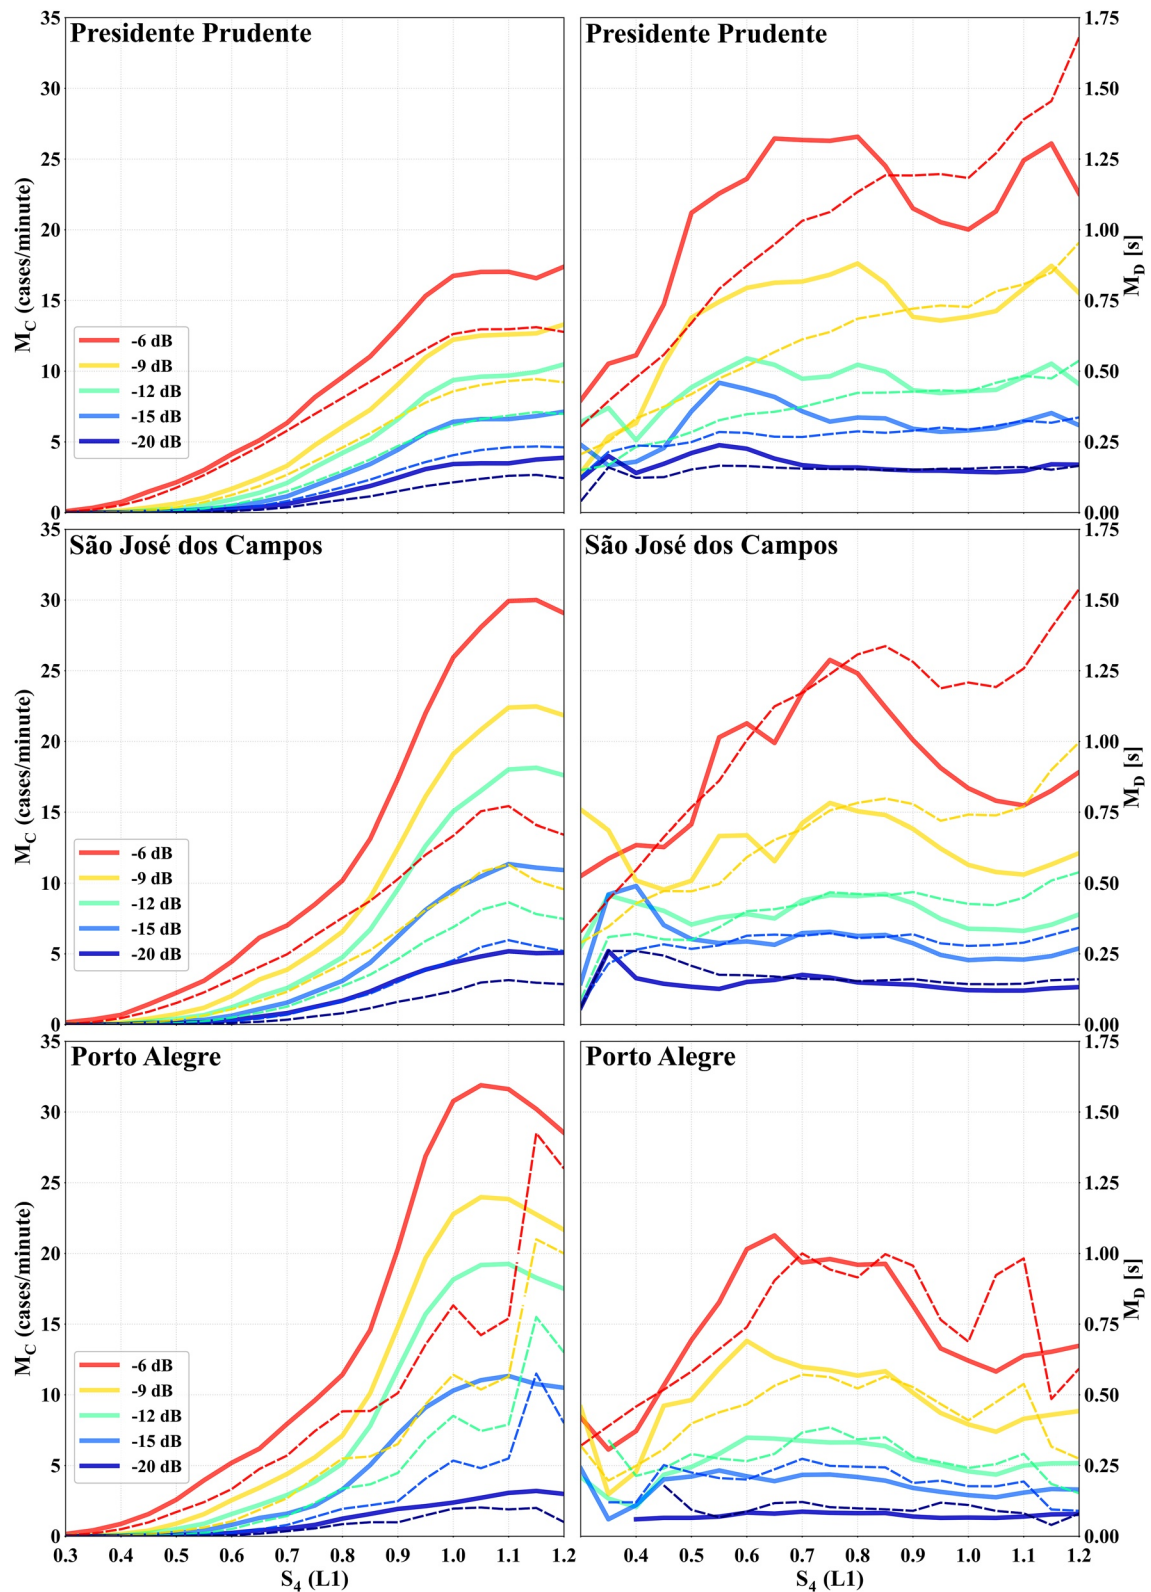 Presidente Prudente
35
30
25
20
15
10
5
0
M_C (cases/minute)
-6 dB
-9 dB
-12 dB
-15 dB
-20 dB
Presidente Prudente
1.75
1.50
1.25
1.00
0.75
0.50
0.25
0.00
M_D [s]
São José dos Campos
35
30
25
20
15
10
5
0
M_C (cases/minute)
-6 dB
-9 dB
-12 dB
-15 dB
-20 dB
São José dos Campos
1.75
1.50
1.25
1.00
0.75
0.50
0.25
0.00
M_D [s]
Porto Alegre
35
30
25
20
15
10
5
0
M_C (cases/minute)
-6 dB
-9 dB
-12 dB
-15 dB
-20 dB
0.3 0.4 0.5 0.6 0.7 0.8 0.9 1.0 1.1 1.2
S_4 (L1)
Porto Alegre
1.75
1.50
1.25
1.00
0.75
0.50
0.25
0.00
M_D [s]
0.4 0.5 0.6 0.7 0.8 0.9 1.0 1.1 1.2
S_4 (L1)